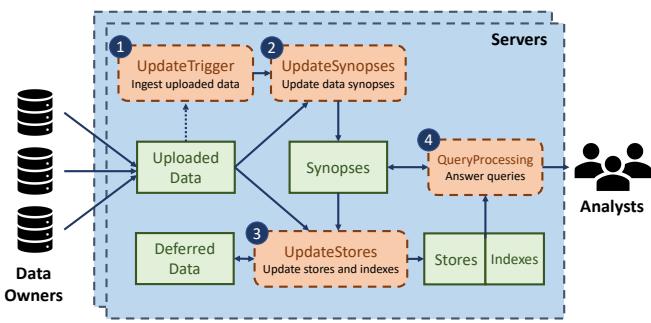 Servers
1
UpdateTrigger
Ingest uploaded data
2
UpdateSynopses
Update data synopses
Uploaded
Data
Synopses
4
QueryProcessing
Answer queries
Analysts
Deferred
Data
3
UpdateStores
Update stores and indexes
Stores
Indexes
Data
Owners